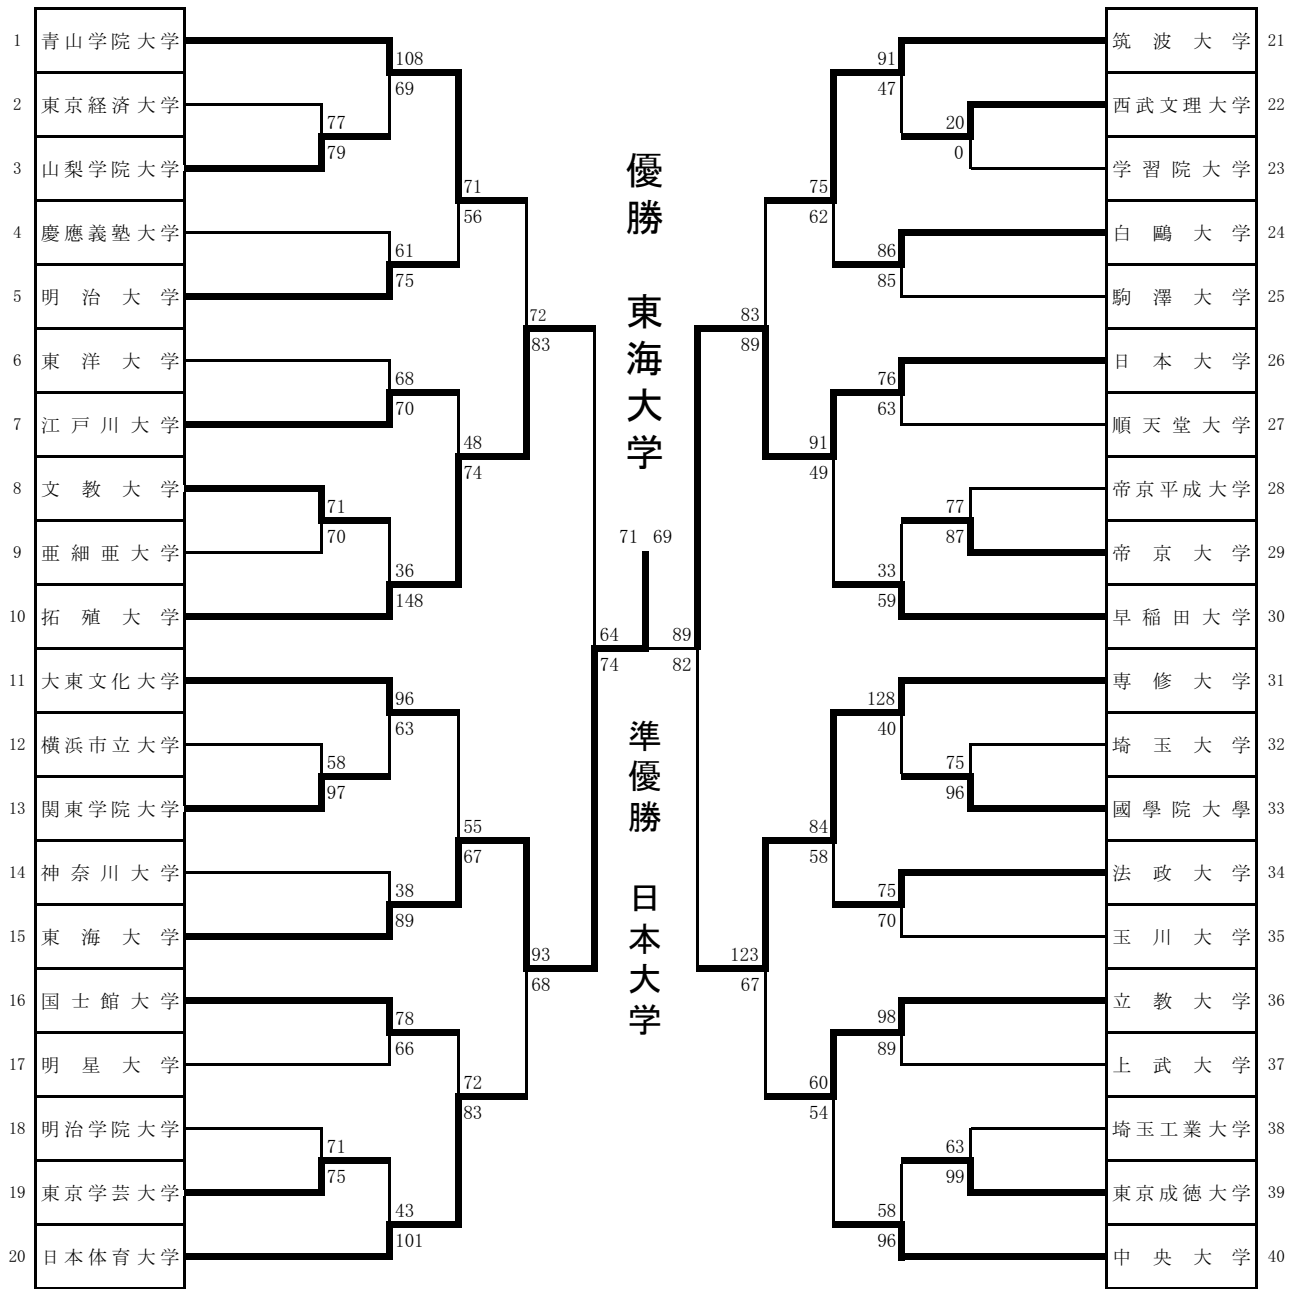 1 青山学院大学
2 東京経済大学
3 山梨学院大学
4 慶應義塾大学
5 明治大学
6 東洋大学
7 江戸川大学
8 文教大学
9 亜細亜大学
10 拓殖大学
11 大東文化大学
12 横浜市立大学
13 関東学院大学
14 神奈川大学
15 東海大学
16 国士館大学
17 明星大学
18 明治学院大学
19 東京学芸大学
20 日本体育大学
77
79
71
70
58
97
71
75
108
69
61
75
68
70
36
148
96
63
38
89
78
66
43
101
71
56
48
74
55
67
72
83
72
83
93
68
64
74
優勝 東海大学
71 69
準優勝 日本大学
89
82
83
89
123
67
75
62
91
49
84
58
60
54
91
47
86
85
76
63
33
59
128
40
75
70
98
89
58
96
20
0
77
87
75
96
63
99
筑波大学 21
西武文理大学 22
学習院大学 23
白鷗大学 24
駒澤大学 25
日本大学 26
順天堂大学 27
帝京平成大学 28
帝京大学 29
早稲田大学 30
専修大学 31
埼玉大学 32
國學院大學 33
法政大学 34
玉川大学 35
立教大学 36
上武大学 37
埼玉工業大学 38
東京成徳大学 39
中央大学 40